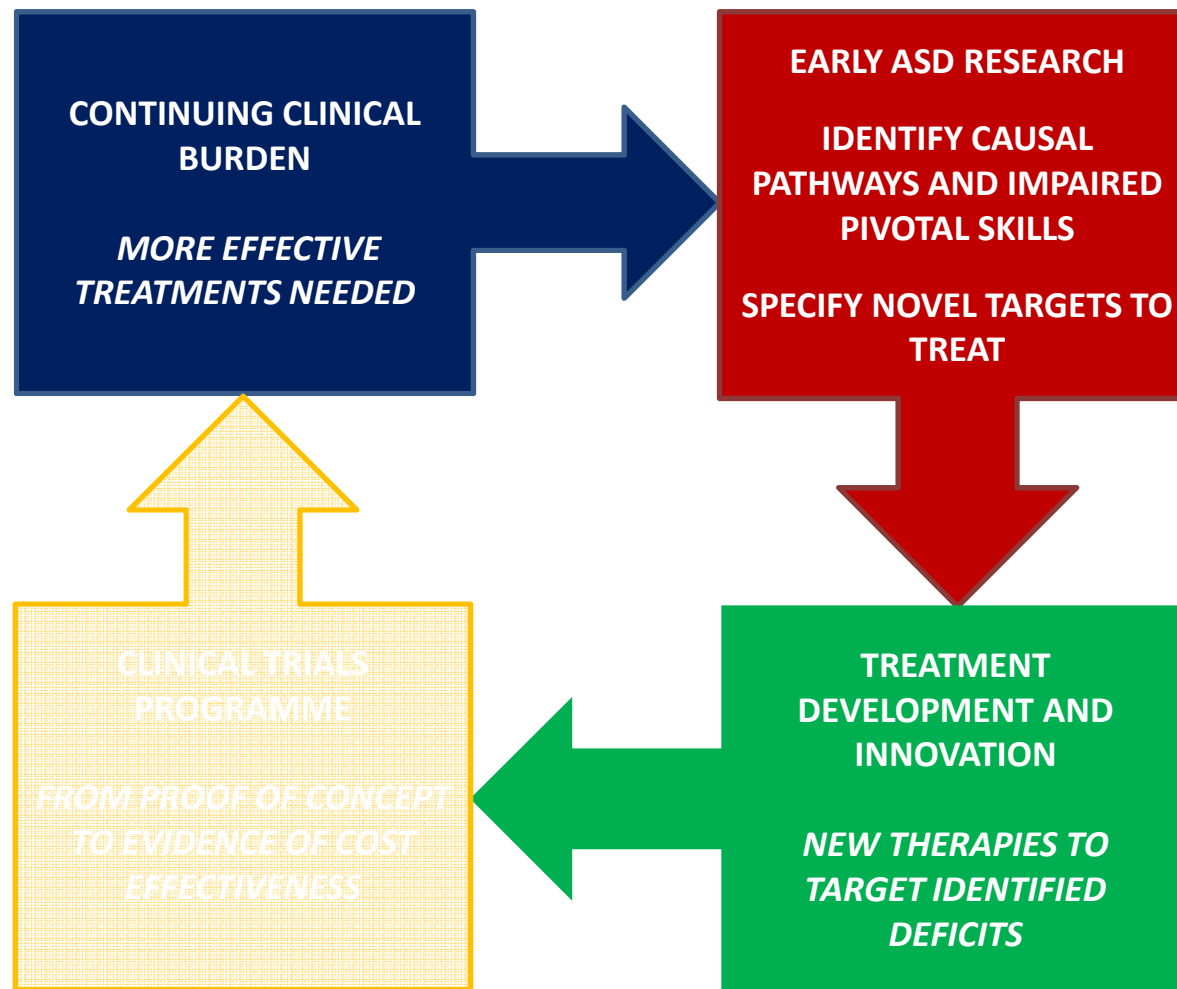 CONTINUING CLINICAL
BURDEN
MORE EFFECTIVE
TREATMENTS NEEDED
EARLY ASD RESEARCH
IDENTIFY CAUSAL
PATHWAYS AND IMPAIRED
PIVOTAL SKILLS
SPECIFY NOVEL TARGETS TO
TREAT
CLINICAL TRIALS
PROGRAMME
FROM PROOF OF CONCEPT
TO EVIDENCE OF COST
EFFECTIVENESS
TREATMENT
DEVELOPMENT AND
INNOVATION
NEW THERAPIES TO
TARGET IDENTIFIED
DEFICITS